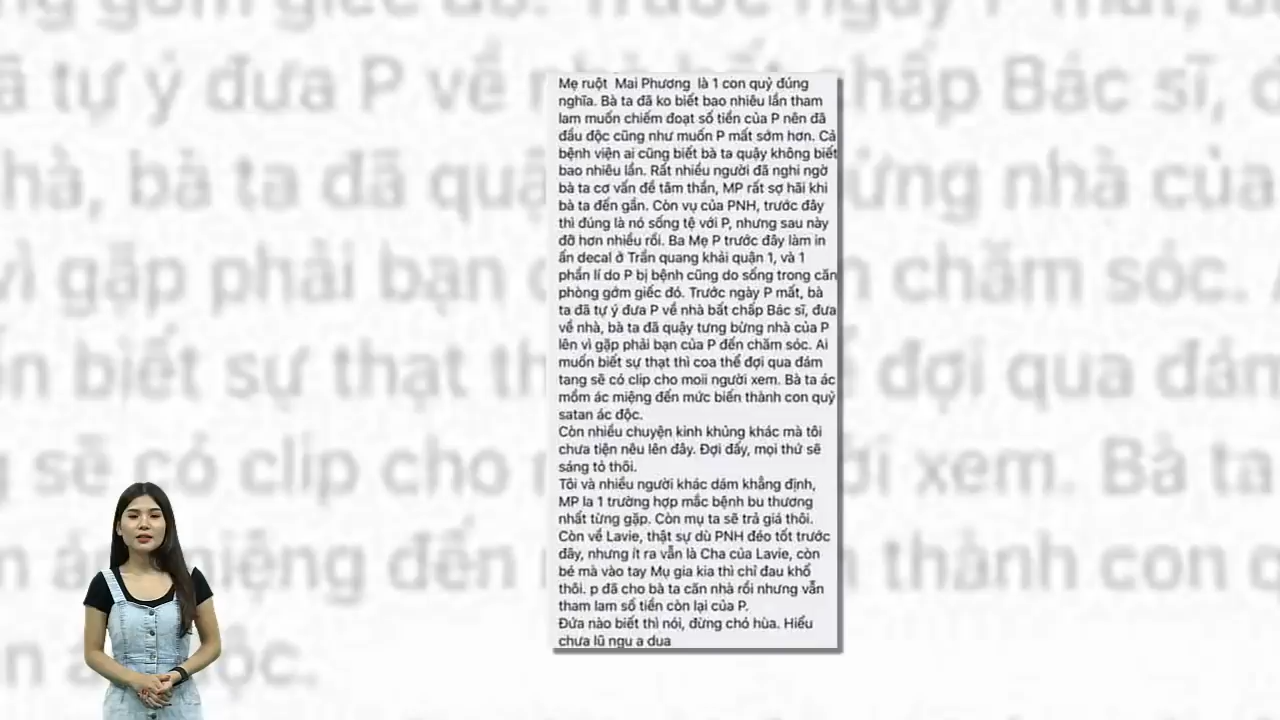 Mẹ ruột Mai Phương là 1 con quỷ đúng
nghĩa. Bà ta đã ko biết bao nhiêu lần tham
lam muốn chiếm đoạt số tiền của P nên đã
đầu độc cũng như muốn P mất sớm hơn. Cả
bệnh viện ai cũng biết bà ta quậy không biết
bao nhiêu lần. Rất nhiều người đã nghi ngờ
bà ta cơ vấn đề tâm thần, MP rất sợ hãi khi
bà ta đến gần. Còn vụ của PNH, trước đây
thì đúng là nó sống tệ với P, nhưng sau này
đỡ hơn nhiều rồi. Ba Mẹ P trước đây làm in
ấn decal ở Trần quang khải quận 1, và 1
phần lí do P bị bệnh cũng do sống trong căn
phòng gớm giếc đó. Trước ngày P mất, bà
ta đã tự ý đưa P về nhà bất chấp Bác sĩ, đưa
về nhà, bà ta đã quậy tưng bừng nhà của P
lên vì gặp phải bạn của P đến chăm sóc. Ai
muốn biết sự thạt thì coa thể đợi qua đám
tang sẽ có clip cho moii người xem. Bà ta ác
mồm ác miệng đến mức biến thành con quỷ
satan ác độc.
Còn nhiều chuyện kinh khủng khác mà tôi
chưa tiện nêu lên đây. Đợi đấy, mọi thứ sẽ
sáng tỏ thôi.
Tôi và nhiều người khác dám khẳng định,
MP la 1 trường hợp mắc bệnh bu thương
nhất từng gặp. Còn mụ ta sẽ trả giá thôi.
Còn về Lavie, thật sự dù PNH đéo tốt trước
đây, nhưng ít ra vẫn là Cha của Lavie, còn
bé mà vào tay Mụ gia kia thì chỉ đau khổ
thôi. p đã cho bà ta căn nhà rồi nhưng vẫn
tham lam số tiền còn lại của P.
Đứa nào biết thì nói, đừng chó hùa. Hiểu
chưa lũ ngu a dua